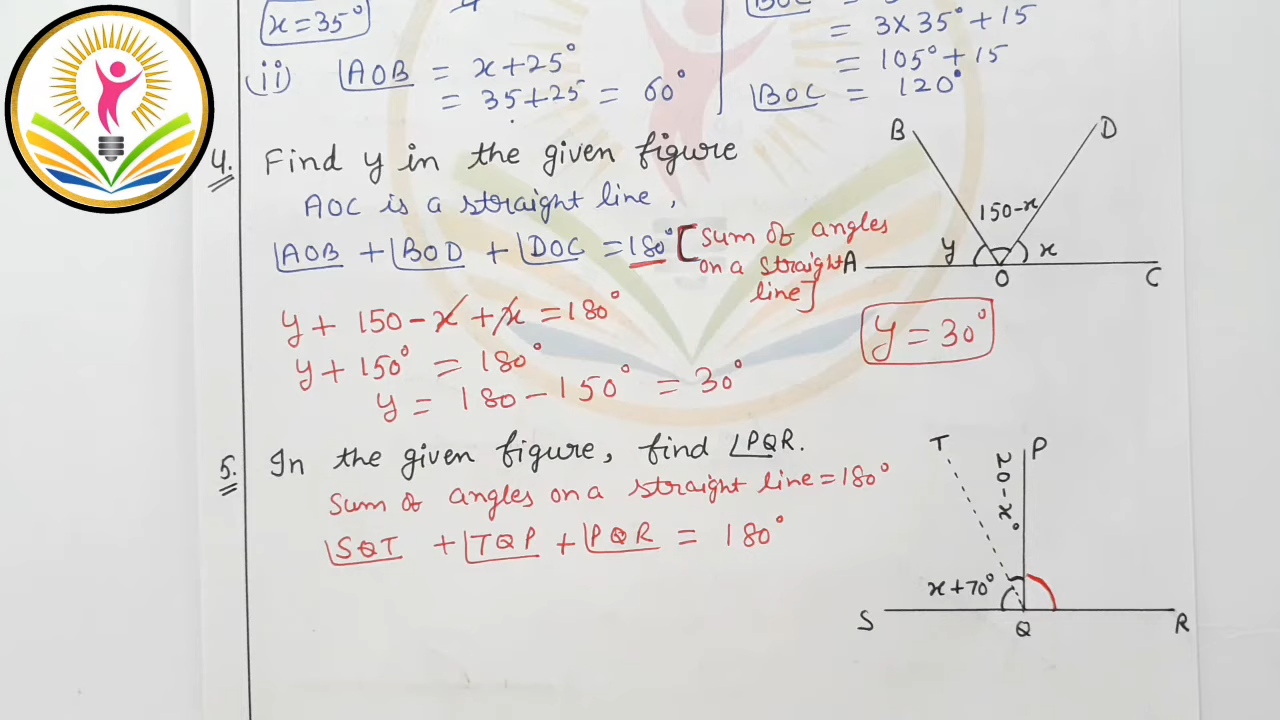 x = 35°
(ii) ∠AOB = x+25°
= 35+25 = 60°
= 3×35°+15
= 105°+15
∠BOC = 120°
4. Find y in the given figure
AOC is a straight line,
∠AOB + ∠BOD + ∠DOC = 180° [Sum of angles
on a straight
line]
y + 150-x + x = 180°
y + 150° = 180°
y = 180 - 150° = 30°
B
D
150-x
y
x
A
O
C
y = 30°
5. In the given figure, find ∠PQR.
Sum of angles on a straight line = 180°
∠SQT + ∠TQP + ∠PQR = 180°
T
P
20-x°
x+70°
S
Q
R